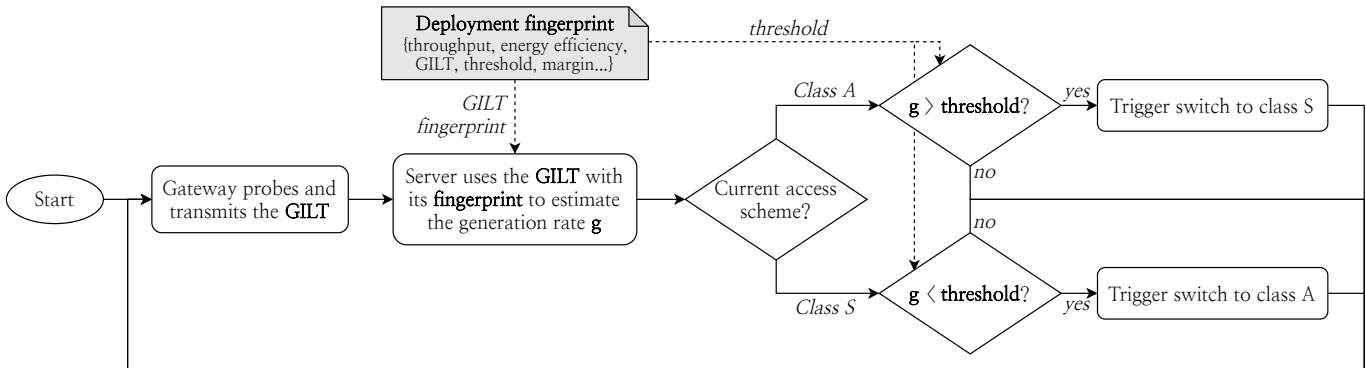 Deployment fingerprint
{throughput, energy efficiency,
GILT, threshold, margin...}
threshold
GILT
fingerprint
Start
Gateway probes and
transmits the GILT
Server uses the GILT with
its fingerprint to estimate
the generation rate g
Current access
scheme?
Class A
g 〉 threshold?
yes
Trigger switch to class S
no
no
Class S
g 〈 threshold?
yes
Trigger switch to class A